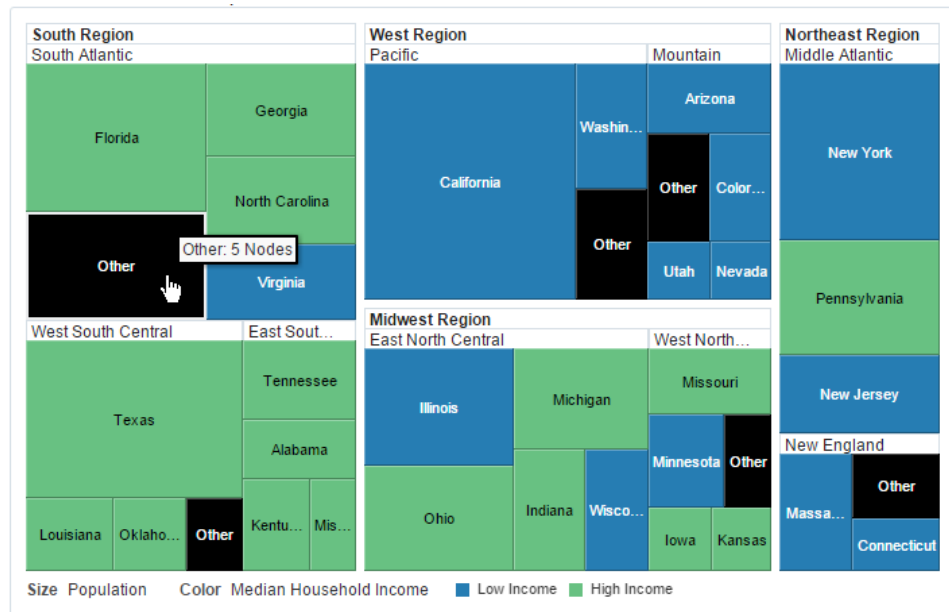 South Region
South Atlantic
Florida
Georgia
North Carolina
Other
Other: 5 Nodes
Virginia
West South Central
Texas
Louisiana
Oklaho...
Other
East Sout...
Tennessee
Alabama
Kentu...
Mis...
West Region
Pacific
California
Washin...
Other
Mountain
Arizona
Other
Color...
Utah
Nevada
Midwest Region
East North Central
Illinois
Michigan
Ohio
Indiana
Wisco...
West North...
Missouri
Minnesota
Other
Iowa
Kansas
Northeast Region
Middle Atlantic
New York
Pennsylvania
New Jersey
New England
Massa...
Other
Connecticut
Size Population Color Median Household Income Low Income High Income